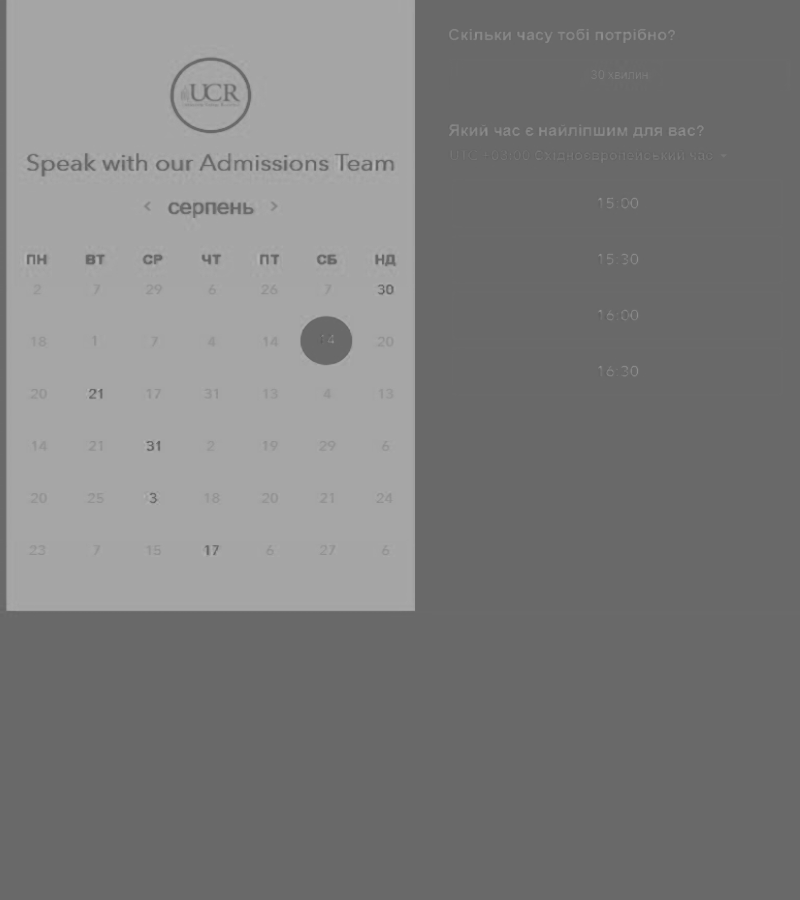 UCR
Speak with our Admissions Team
< серпень >
ПН ВТ СР ЧТ ПТ СБ НД
2 7 29 6 26 7 30
18 1 7 4 14 14 20
20 21 17 31 13 4 13
14 21 31 2 19 29 6
20 25 3 18 20 21 24
23 7 15 17 6 27 6
Скільки часу тобі потрібно?
30 хвилин
Який час є найліпшим для вас?
UTC +03:00 Східноєвропейський час
15:00
15:30
16:00
16:30